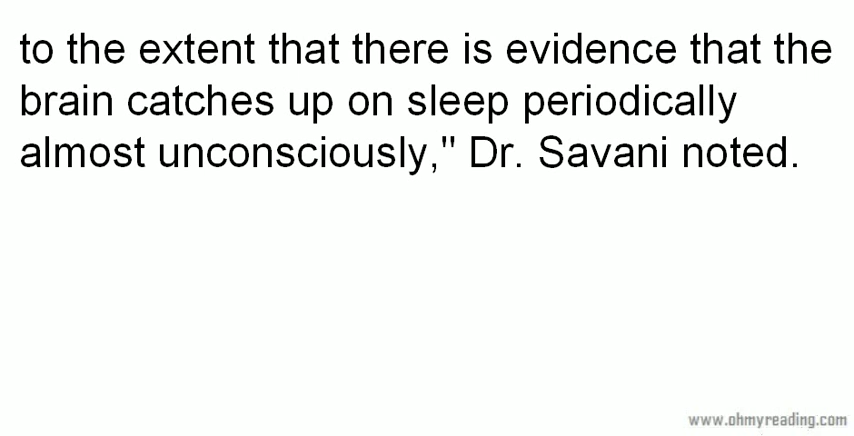 to the extent that there is evidence that the
brain catches up on sleep periodically
almost unconsciously," Dr. Savani noted.
www.ohmyreading.com